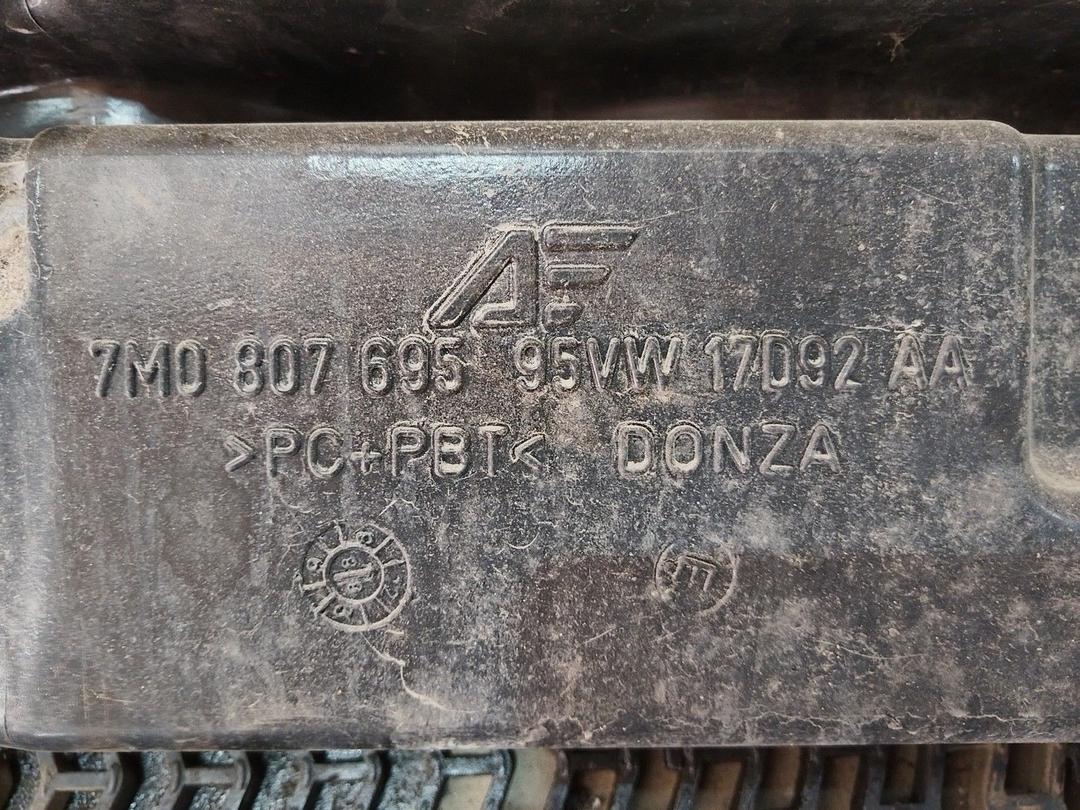 AF
7M0 807 695 95VW 17D92 AA
>PC+PBT< DONZA